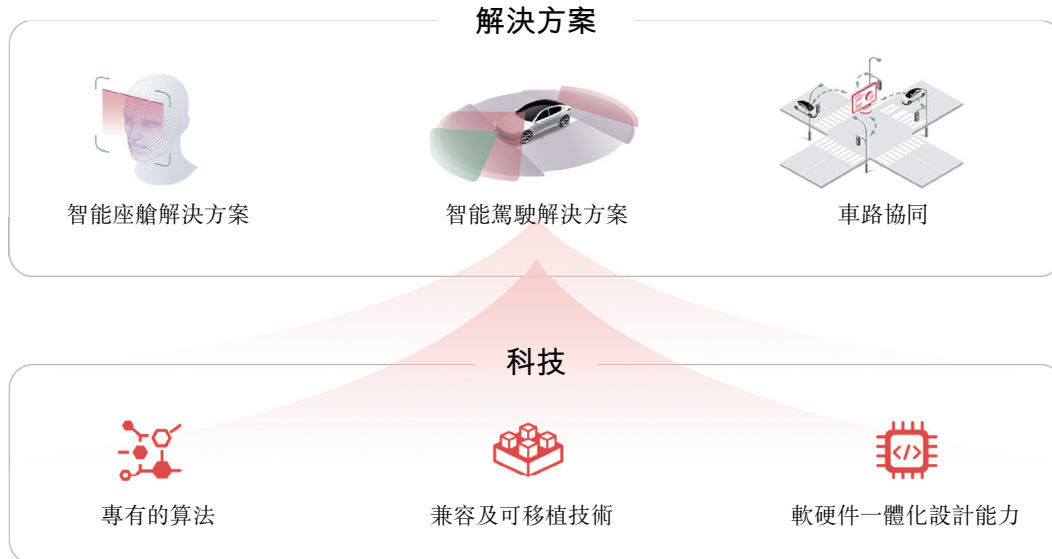 解決方案
智能座艙解決方案
智能駕駛解決方案
車路協同
科技
專有的算法
兼容及可移植技術
軟硬件一體化設計能力